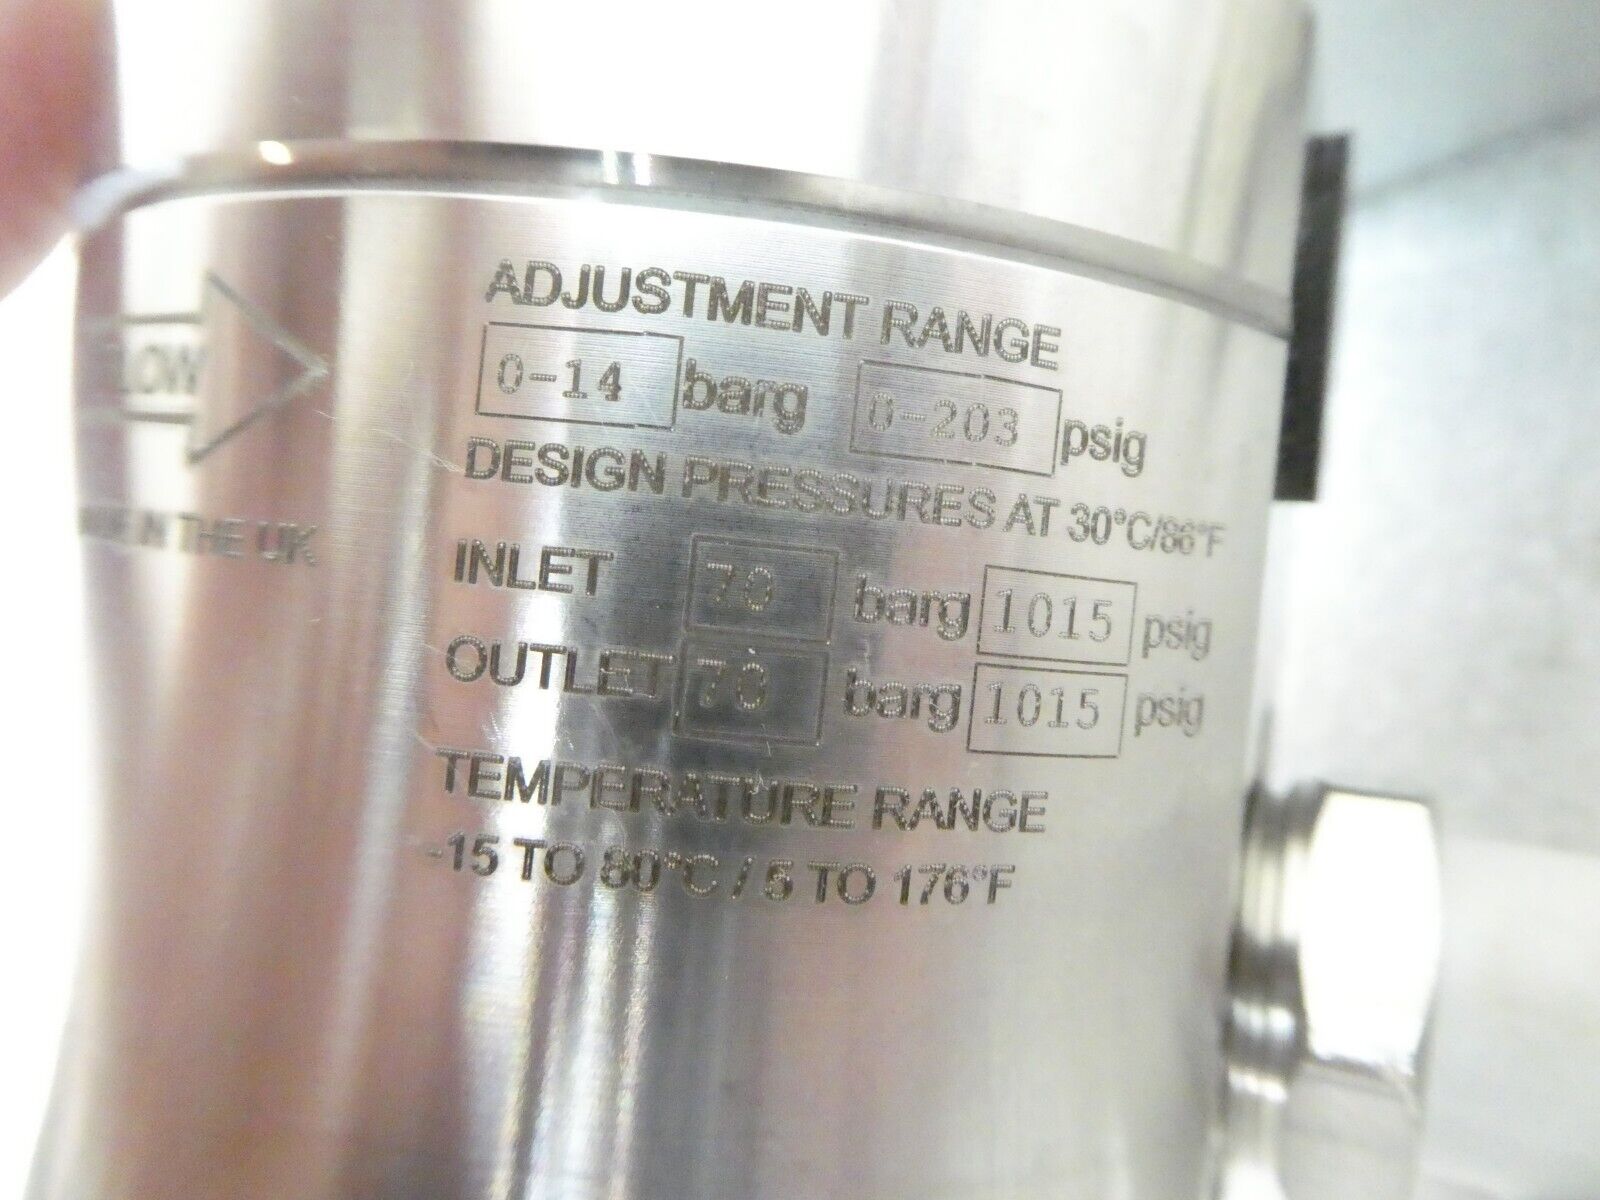 LOW
IN THE UK
ADJUSTMENT RANGE
0-14 barg 0-203 psig
DESIGN PRESSURES AT 30°C/86°F
INLET 70 barg 1015 psig
OUTLET 70 barg 1015 psig
TEMPERATURE RANGE
-15 TO 80°C / 5 TO 176°F